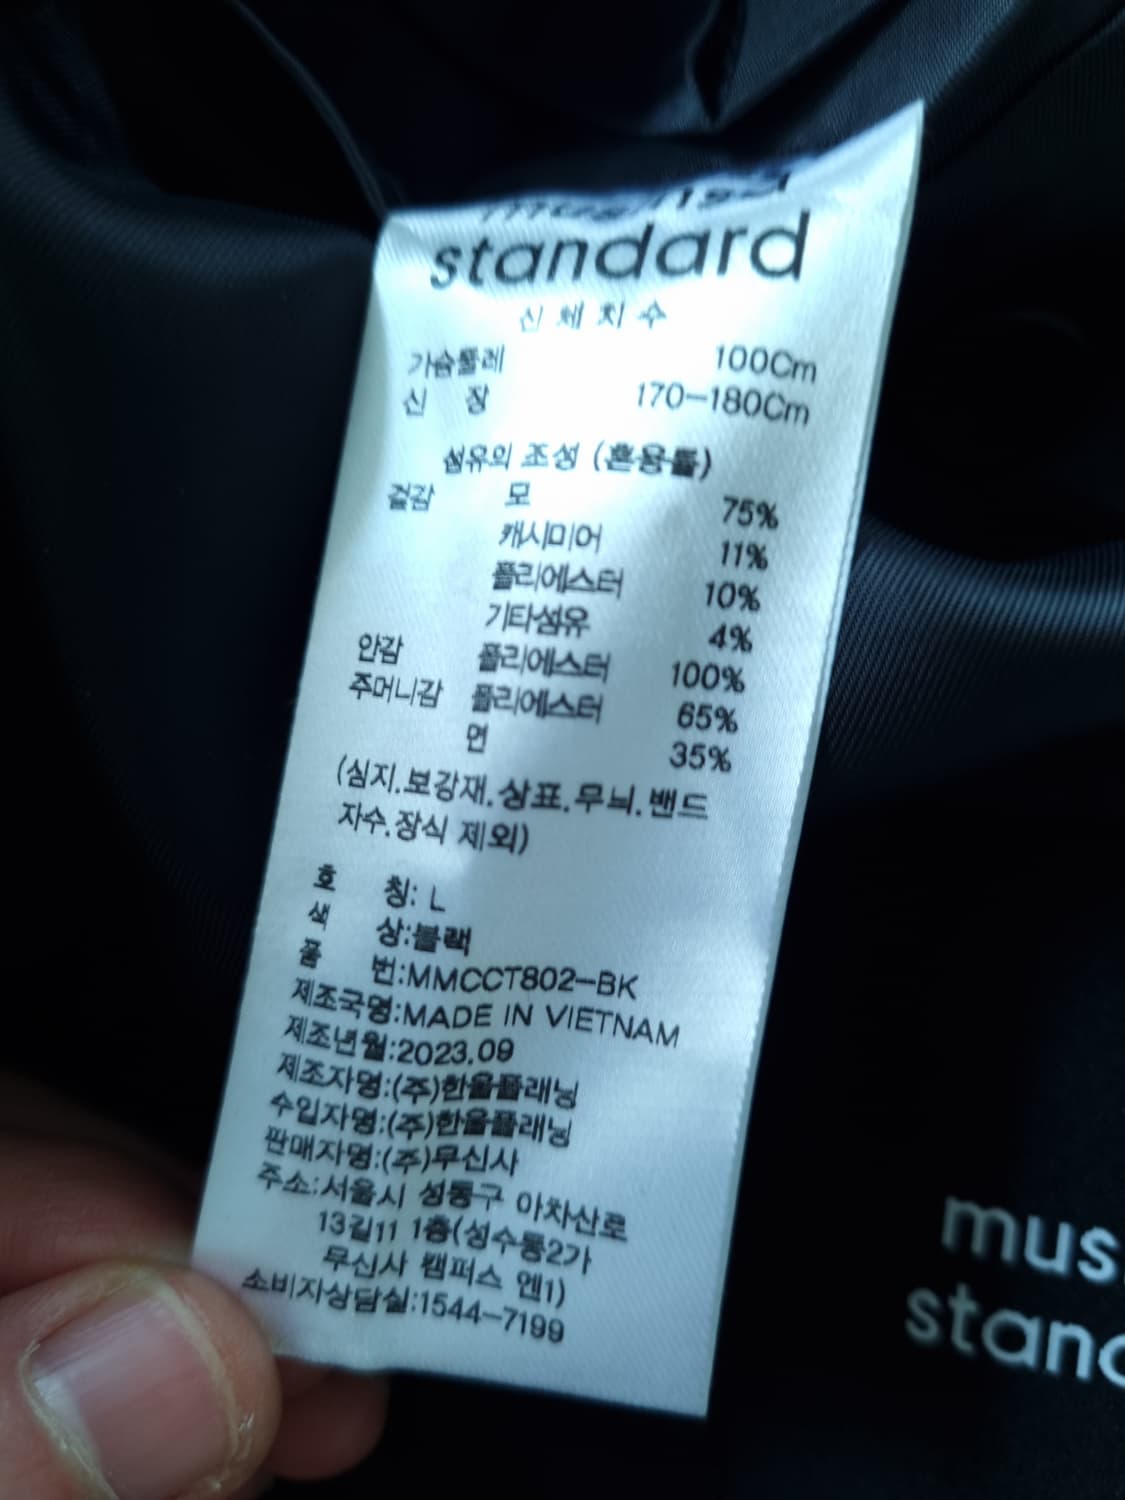 standard
신체치수
가슴둘레 100Cm
신 장 170-180Cm
섬유의 조성 (혼용률)
겉감 모 75%
캐시미어 11%
폴리에스터 10%
기타섬유 4%
안감 폴리에스터 100%
주머니감 폴리에스터 65%
면 35%
(심지.보강재.상표.무늬.밴드
자수.장식 제외)
호 칭: L
색 상:블랙
품 번:MMCCT802-BK
제조국명:MADE IN VIETNAM
제조년월:2023.09
제조자명:(주)한울플래닝
수입자명:(주)한울플래닝
판매자명:(주)무신사
주소:서울시 성동구 아차산로
13길11 1층(성수동2가
무신사 캠퍼스 엔1)
소비자상담실:1544-7199
mus
stand